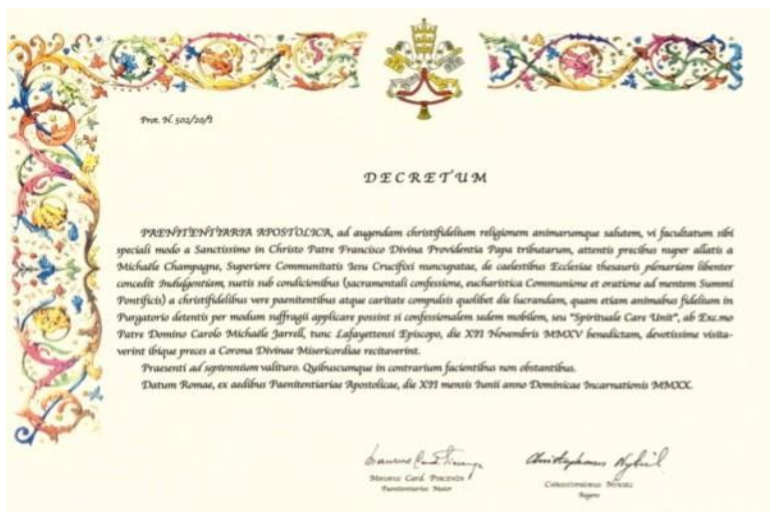 Prot. N. 502/20/I
DECRETUM
PAENITENTIARIA APOSTOLICA, ad augendam christifidelium religionem animarumque salutem, vi facultatum sibi
speciali modo a Sanctissimo in Christo Patre Francisco Divina Providentia Papa tributarum, attentis precibus nuper allatis a
Michaële Champagne, Superiore Communitatis Iesu Crucifixi nuncupatae, de caelestibus Ecclesiae thesauris plenariam libenter
concedit Indulgentiam, suetis sub condicionibus (sacramentali confessione, eucharistica Communione et oratione ad mentem Summi
Pontificis) a christifidelibus vere paenitentibus atque caritate compulsis quolibet die lucrandam, quam etiam animabus fidelium in
Purgatorio detentis per modum suffragii applicare possint si confessionalem sedem mobilem, seu "Spirituale Care Unit", ab Exc.mo
Patre Domino Carolo Michaële Jarrell, tunc Lafayettensi Episcopo, die XIII Novembris MMXV benedictam, devotissime visita-
verint ibique preces a Corona Divinae Misericordiae recitaverint.
Praesenti ad septennium valituro. Quibuscumque in contrarium facientibus non obstantibus.
Datum Romae, ex aedibus Paenitentiariae Apostolicae, die XII mensis Iunii anno Dominicae Incarnationis MMXX.
Maurus Card. Piacenza
Paenitentiarius Maior
Christophorus Nykiel
Regens